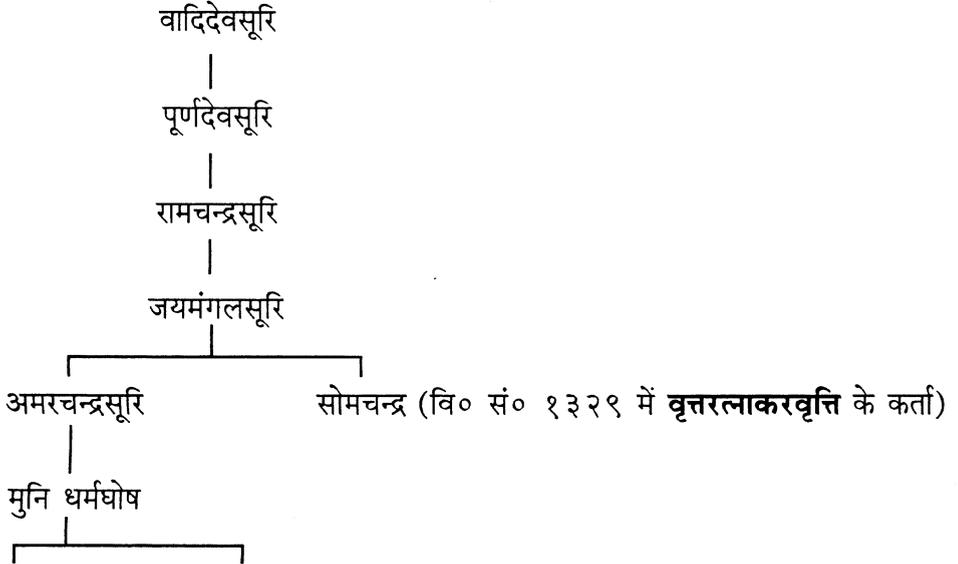 वादिदेवसूरि
पूर्णदेवसूरि
रामचन्द्रसूरि
जयमंगलसूरि
अमरचन्द्रसूरि सोमचन्द्र (वि० सं० १३२९ में वृत्तरत्नाकरवृत्ति के कर्ता)
मुनि धर्मघोष